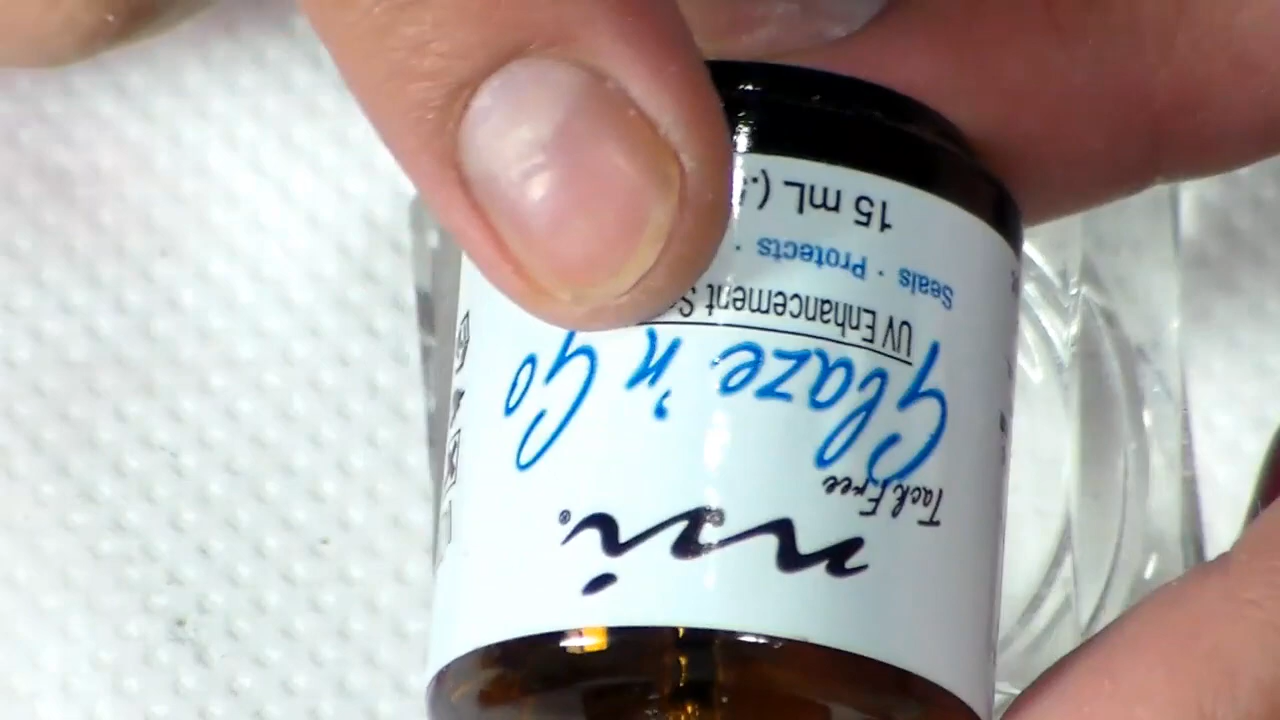 nsi®
Tack Free
Glaze 'n Go
UV Enhancement
Seals · Protects ·
15 mL (.